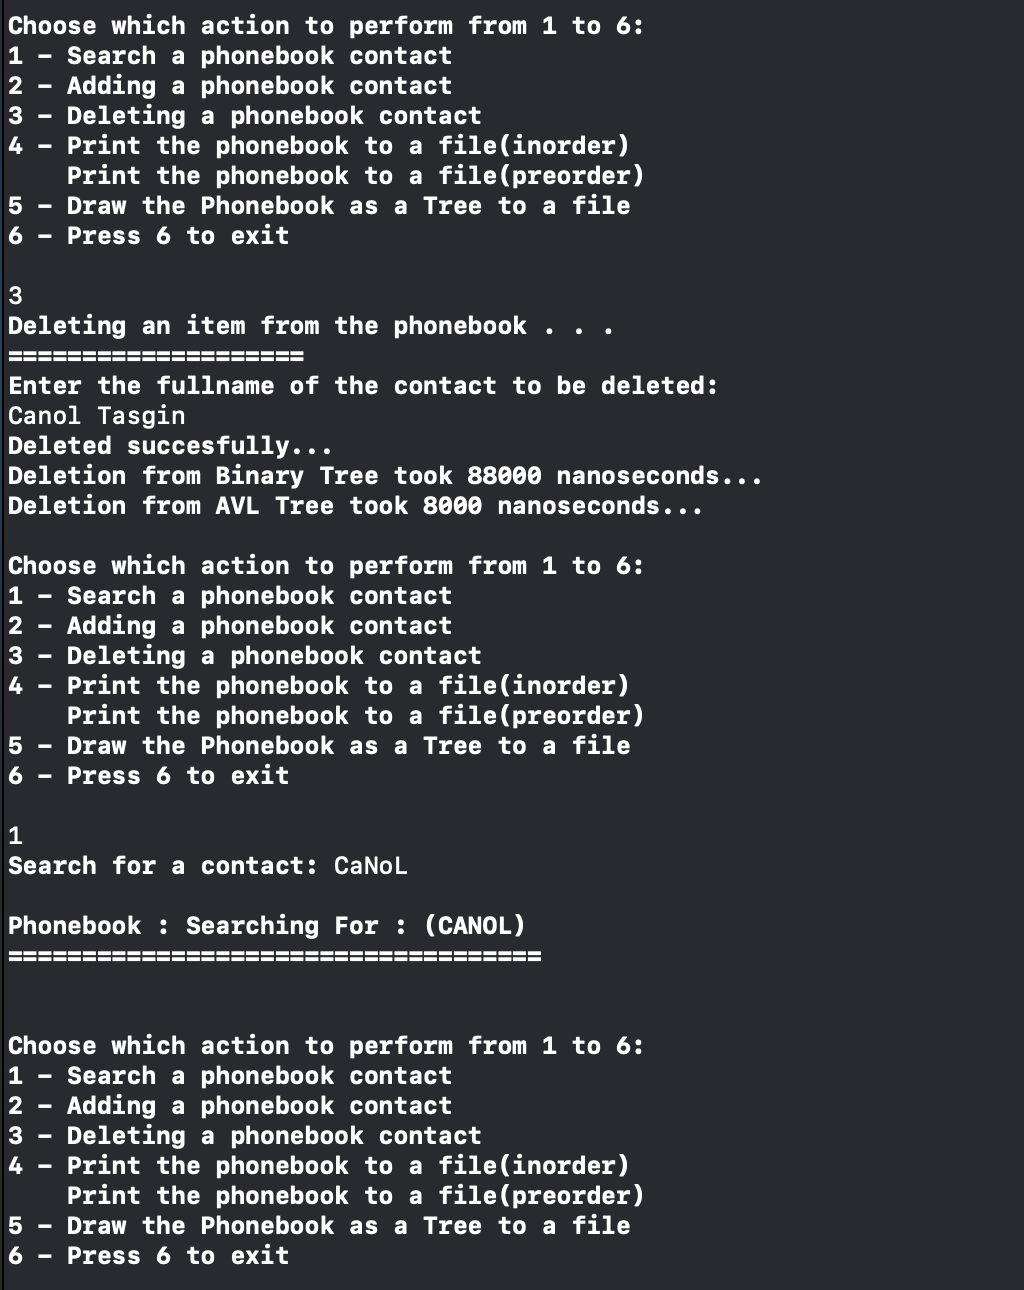 Choose which action to perform from 1 to 6:
1 – Search a phonebook contact
2 – Adding a phonebook contact
3 – Deleting a phonebook contact
4 – Print the phonebook to a file(inorder)
    Print the phonebook to a file(preorder)
5 – Draw the Phonebook as a Tree to a file
6 – Press 6 to exit

3
Deleting an item from the phonebook . . .
====================
Enter the fullname of the contact to be deleted:
Canol Tasgin
Deleted succesfully...
Deletion from Binary Tree took 88000 nanoseconds...
Deletion from AVL Tree took 8000 nanoseconds...

Choose which action to perform from 1 to 6:
1 – Search a phonebook contact
2 – Adding a phonebook contact
3 – Deleting a phonebook contact
4 – Print the phonebook to a file(inorder)
    Print the phonebook to a file(preorder)
5 – Draw the Phonebook as a Tree to a file
6 – Press 6 to exit

1
Search for a contact: CaNoL

Phonebook : Searching For : (CANOL)
====================================

Choose which action to perform from 1 to 6:
1 – Search a phonebook contact
2 – Adding a phonebook contact
3 – Deleting a phonebook contact
4 – Print the phonebook to a file(inorder)
    Print the phonebook to a file(preorder)
5 – Draw the Phonebook as a Tree to a file
6 – Press 6 to exit